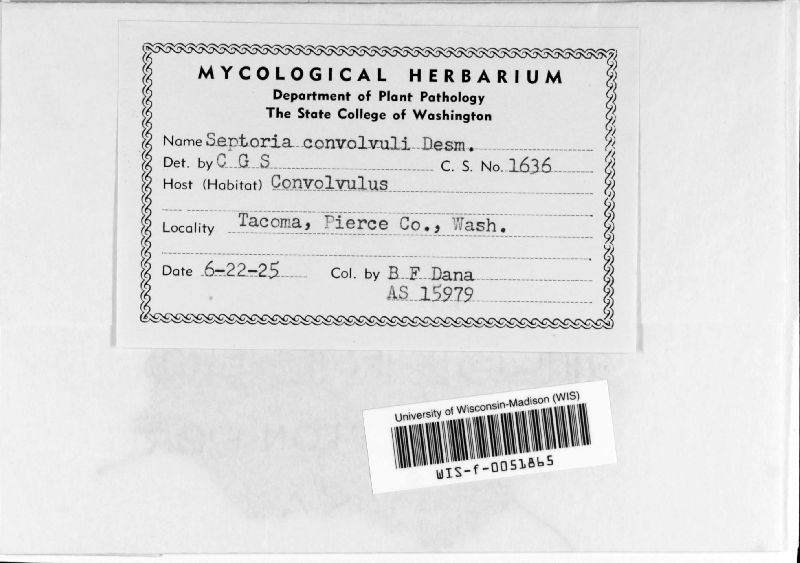 MYCOLOGICAL HERBARIUM
Department of Plant Pathology
The State College of Washington
Name Septoria convolvuli Desm.
Det. by C G S C. S. No. 1636
Host (Habitat) Convolvulus
Locality Tacoma, Pierce Co., Wash.
Date 6-22-25 Col. by B F Dana
AS 15979
University of Wisconsin-Madison (WIS)
WIS-f-0051865